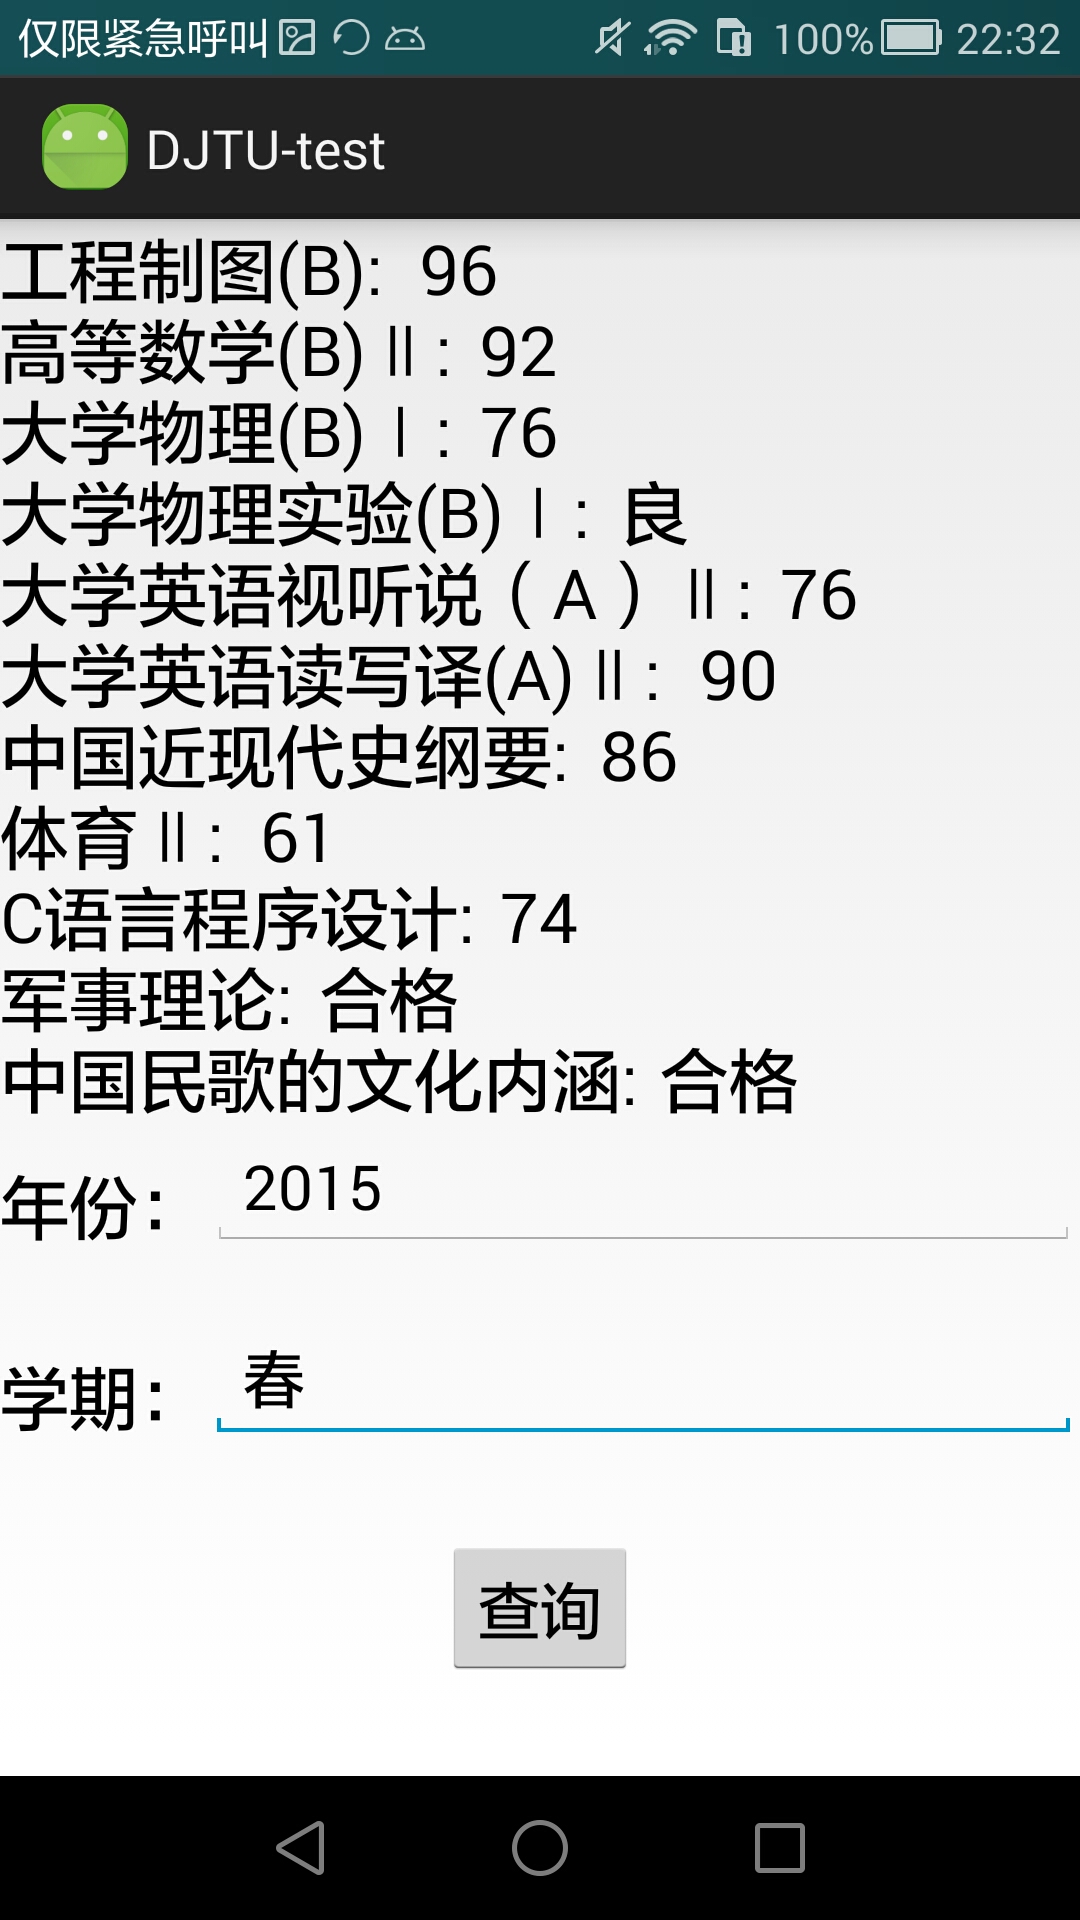 仅限紧急呼叫 100% 22:32
DJTU-test
工程制图(B): 96
高等数学(B)Ⅱ: 92
大学物理(B)Ⅰ: 76
大学物理实验(B)Ⅰ: 良
大学英语视听说（A）Ⅱ: 76
大学英语读写译(A)Ⅱ: 90
中国近现代史纲要: 86
体育Ⅱ: 61
C语言程序设计: 74
军事理论: 合格
中国民歌的文化内涵: 合格
年份： 2015
学期： 春
查询